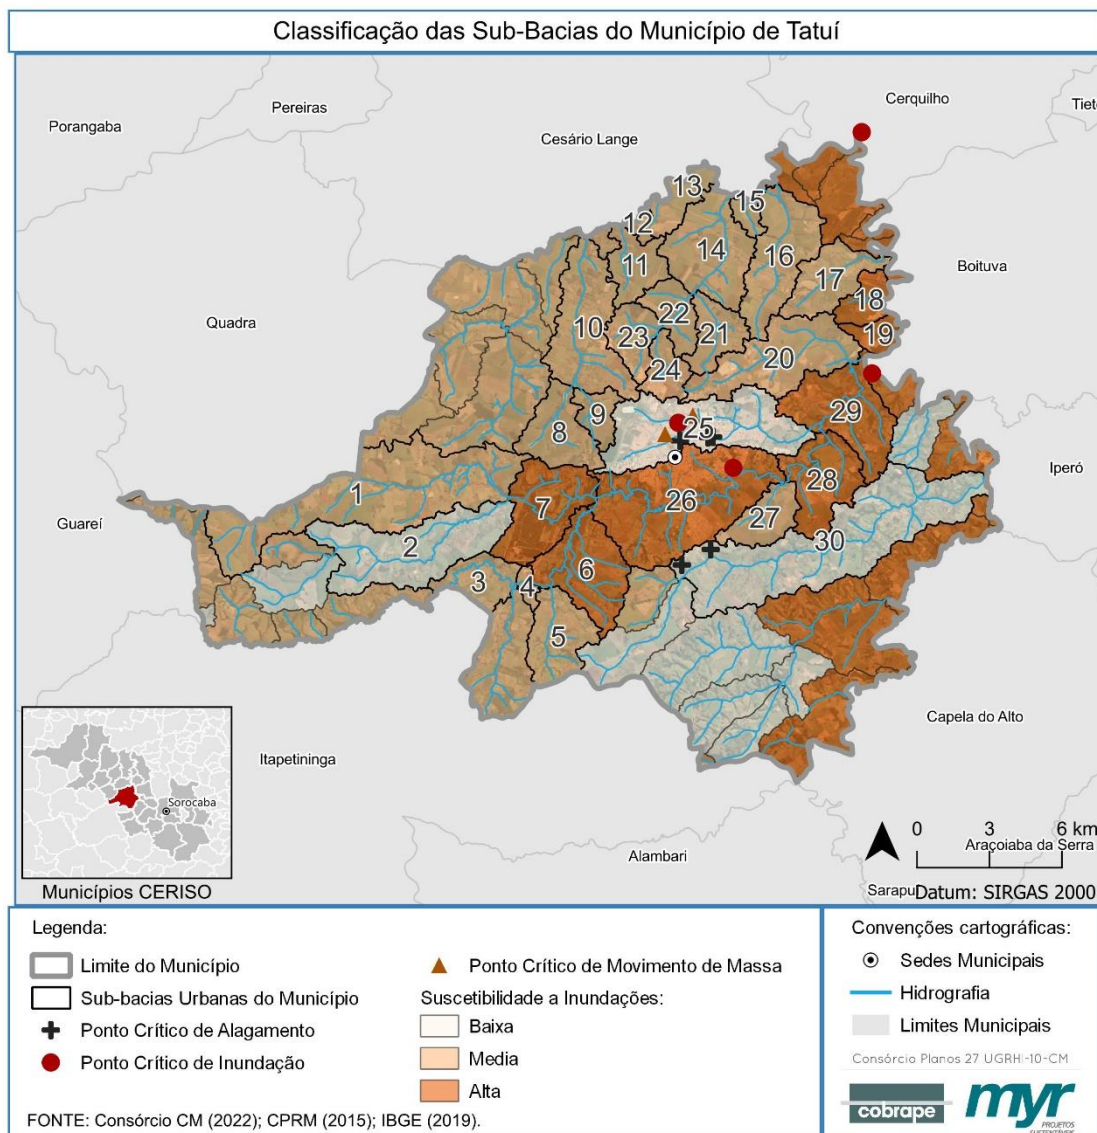 Classificação das Sub-Bacias do Município de Tatuí
Cerquilho
Pereiras
Tietê
Porangaba
Cesário Lange
13
15
12
14
16
11
Boituva
17
18
Quadra
22
10
23
21
19
20
24
9
29
8
25
Iperó
1
7
26
28
Guareí
27
2
30
6
3
4
5
Capela do Alto
Itapetininga
Sorocaba
0 3 6 km
Araçoiaba da Serra
Alambari
Municípios CERISO
Sarapu
Datum: SIRGAS 2000
Legenda:
Limite do Município
Sub-bacias Urbanas do Município
Ponto Crítico de Alagamento
Ponto Crítico de Inundação
Ponto Crítico de Movimento de Massa
Suscetibilidade a Inundações:
Baixa
Media
Alta
FONTE: Consórcio CM (2022); CPRM (2015); IBGE (2019).
Convenções cartográficas:
Sedes Municipais
Hidrografia
Limites Municipais
Consórcio Planos 27 UGRHI-10-CM
cobrape
myr
PROJETOS
SUSTENTÁVEIS